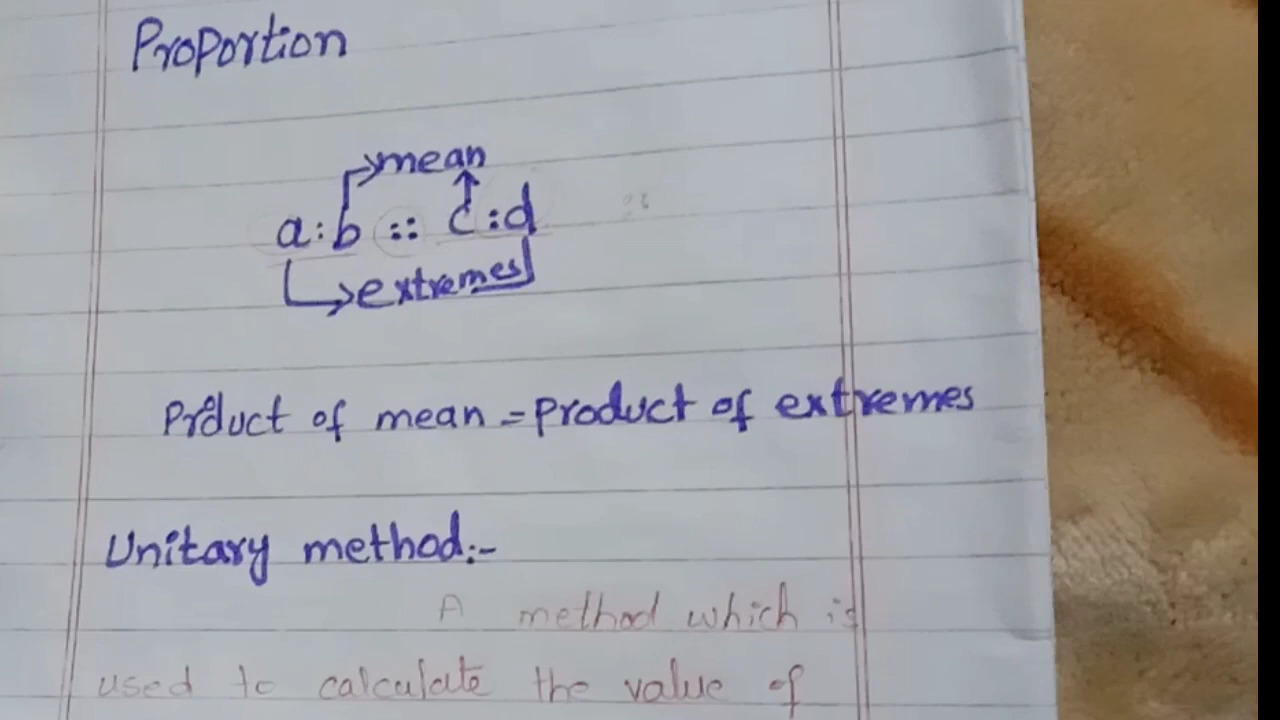 Proportion
mean
a:b :: c:d
extremes
Product of mean = product of extremes
Unitary method:-
A method which is
used to calculate the value of